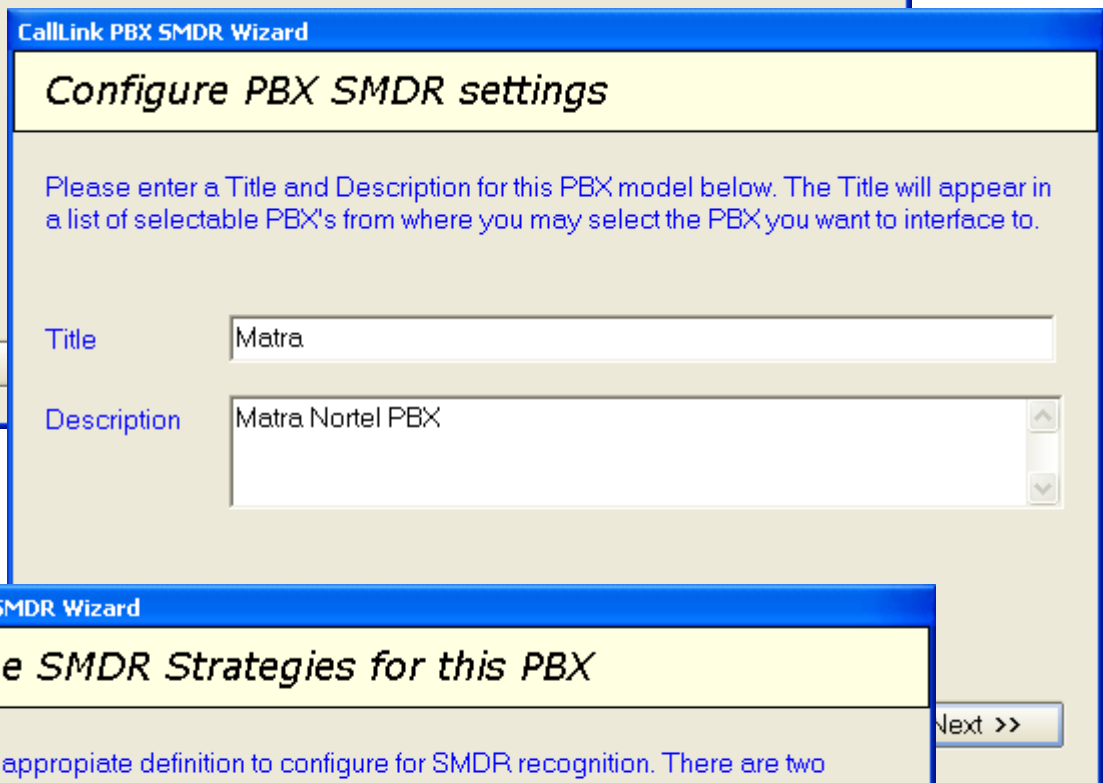 CallLink PBX SMDR Wizard
Configure PBX SMDR settings
Please enter a Title and Description for this PBX model below. The Title will appear in
a list of selectable PBX's from where you may select the PBX you want to interface to.
Title
Matra
Description
Matra Nortel PBX
SMDR Wizard
e SMDR Strategies for this PBX
Next >>
appropiate definition to configure for SMDR recognition. There are two